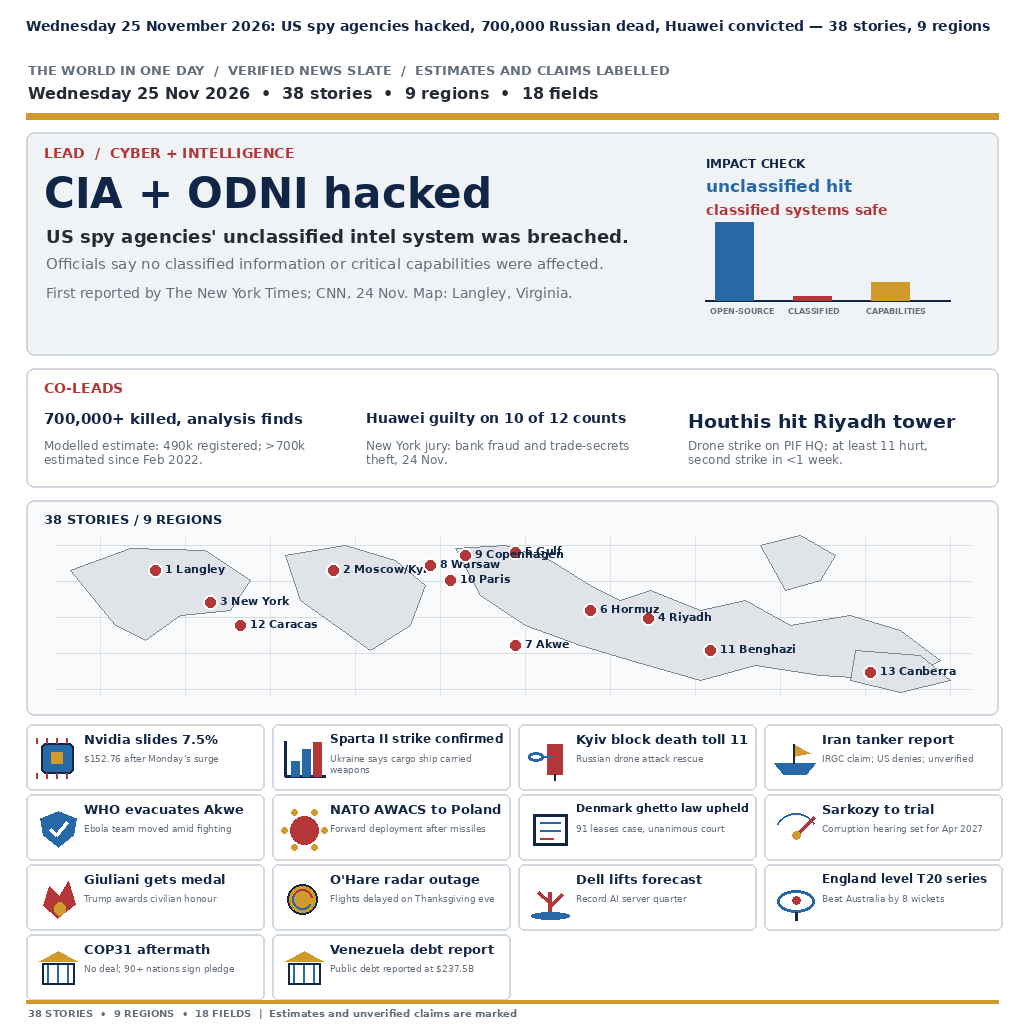 Wednesday 25 November 2026: US spy agencies hacked, 700,000 Russian dead, Huawei convicted — 38 stories, 9 regions
THE WORLD IN ONE DAY / VERIFIED NEWS SLATE / ESTIMATES AND CLAIMS LABELLED
Wednesday 25 Nov 2026 • 38 stories • 9 regions • 18 fields
LEAD / CYBER + INTELLIGENCE
CIA + ODNI hacked
US spy agencies' unclassified intel system was breached.
Officials say no classified information or critical capabilities were affected.
First reported by The New York Times; CNN, 24 Nov. Map: Langley, Virginia.
IMPACT CHECK
unclassified hit
classified systems safe
OPEN-SOURCE CLASSIFIED CAPABILITIES
CO-LEADS
700,000+ killed, analysis finds
Modelled estimate: 490k registered; >700k
estimated since Feb 2022.
Huawei guilty on 10 of 12 counts
New York jury: bank fraud and trade-secrets
theft, 24 Nov.
Houthis hit Riyadh tower
Drone strike on PIF HQ; at least 11 hurt,
second strike in <1 week.
38 STORIES / 9 REGIONS
1 Langley
2 Moscow/Ky.
3 New York
12 Caracas
8 Warsaw
9 Copenhagen
5 Gulf
10 Paris
6 Hormuz
4 Riyadh
7 Akwe
11 Benghazi
13 Canberra
Nvidia slides 7.5%
$152.76 after Monday's surge
Sparta II strike confirmed
Ukraine says cargo ship carried
weapons
Kyiv block death toll 11
Russian drone attack rescue
Iran tanker report
IRGC claim; US denies; unverified
WHO evacuates Akwe
Ebola team moved amid fighting
NATO AWACS to Poland
Forward deployment after missiles
Denmark ghetto law upheld
91 leases case, unanimous court
Sarkozy to trial
Corruption hearing set for Apr 2027
Giuliani gets medal
Trump awards civilian honour
O'Hare radar outage
Flights delayed on Thanksgiving eve
Dell lifts forecast
Record AI server quarter
England level T20 series
Beat Australia by 8 wickets
COP31 aftermath
No deal; 90+ nations sign pledge
Venezuela debt report
Public debt reported at $237.5B
38 STORIES • 9 REGIONS • 18 FIELDS | Estimates and unverified claims are marked